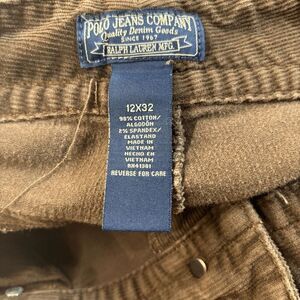 POLO JEANS COMPANY
Quality Denim Goods
SINCE 1967
RALPH LAUREN MFG.
12X32
98% COTTON/
ALGODÓN
2% SPANDEX/
ELASTANO
MADE IN
VIETNAM
HECHO EN
VIETNAM
RN41381
REVERSE FOR CARE